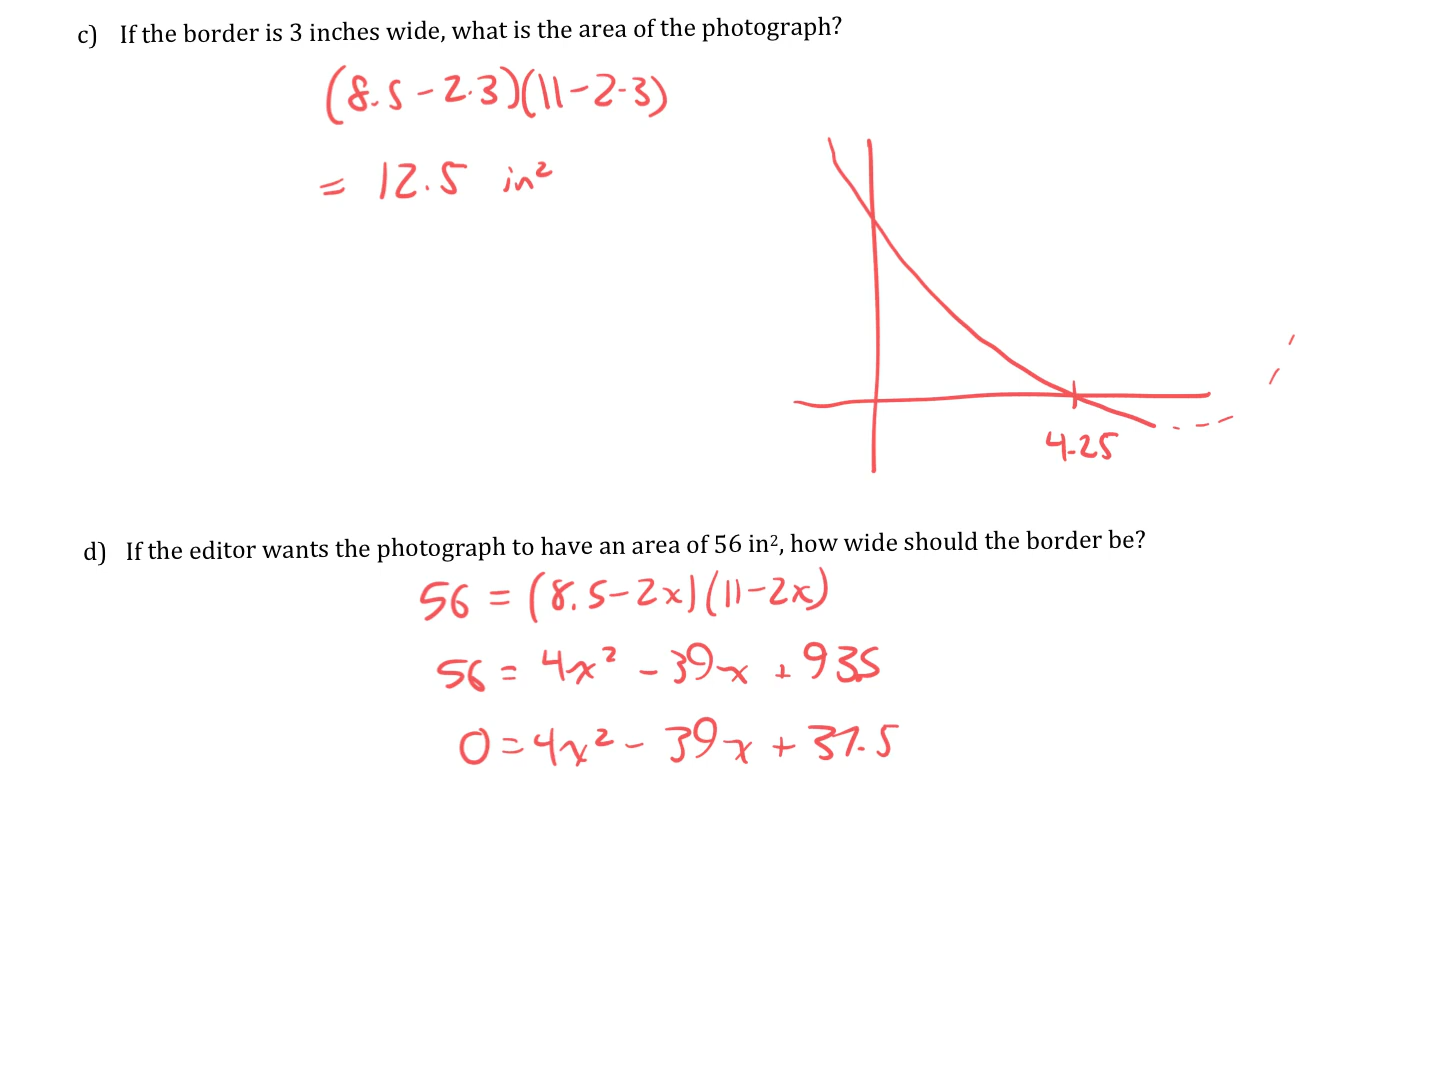 c) If the border is 3 inches wide, what is the area of the photograph?
(8.5-2·3)(11-2·3)
= 12.5 in²
4.25
d) If the editor wants the photograph to have an area of 56 in², how wide should the border be?
56 = (8.5-2x)(11-2x)
56 = 4x² - 39x + 93.5
0 = 4x² - 39x + 37.5